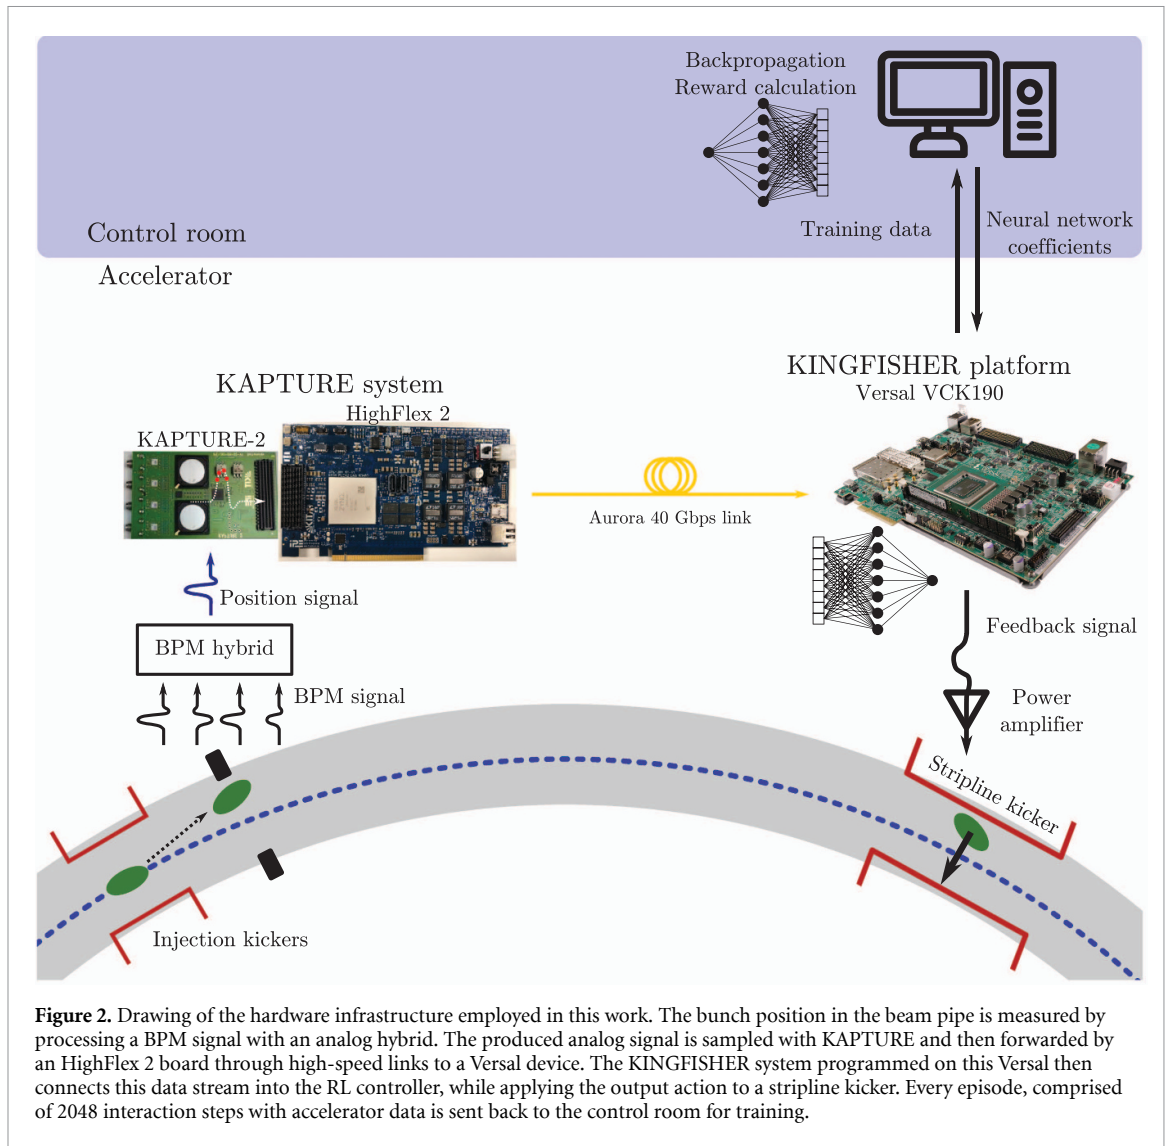 Backpropagation
Reward calculation
Training data
Neural network
coefficients
Control room
Accelerator
KAPTURE system
HighFlex 2
KAPTURE-2
KINGFISHER platform
Versal VCK190
Aurora 40 Gbps link
Position signal
BPM hybrid
BPM signal
Feedback signal
Power
amplifier
Stripline kicker
Injection kickers
Figure 2. Drawing of the hardware infrastructure employed in this work. The bunch position in the beam pipe is measured by
processing a BPM signal with an analog hybrid. The produced analog signal is sampled with KAPTURE and then forwarded by
an HighFlex 2 board through high-speed links to a Versal device. The KINGFISHER system programmed on this Versal then
connects this data stream into the RL controller, while applying the output action to a stripline kicker. Every episode, comprised
of 2048 interaction steps with accelerator data is sent back to the control room for training.